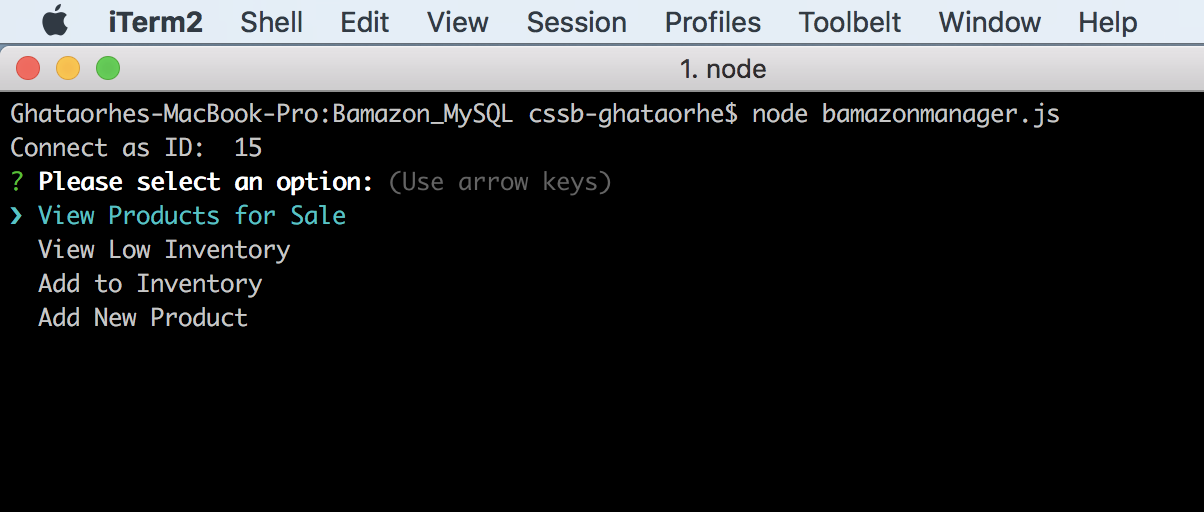 iTerm2 Shell Edit View Session Profiles Toolbelt Window Help
1. node
Ghataorhes-MacBook-Pro:Bamazon_MySQL cssb-ghataorhe$ node bamazonmanager.js
Connect as ID:  15
? Please select an option: (Use arrow keys)
❯ View Products for Sale
  View Low Inventory
  Add to Inventory
  Add New Product